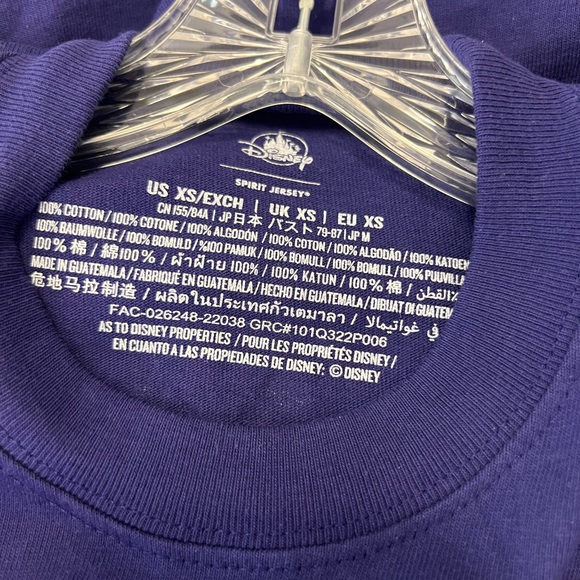 Disney
SPIRIT JERSEY®
US XS/EXCH | UK XS | EU XS
CN 155/84A | JP日本 バスト 79-87 | JP M
100% COTTON / 100% COTONE / 100% ALGODÓN / 100% COTON / 100% ALGODÃO / 100% KATOEN
100% BAUMWOLLE / 100% BOMULD / %100 PAMUK / 100% BOMULL / 100% BOMULL / 100% PUUVILLA
100% 棉 / 綿100% / ผ้าฝ้าย 100% / 100% KATUN / 100% / القطن
MADE IN GUATEMALA / FABRIQUÉ EN GUATEMALA / HECHO EN GUATEMALA / DIBUAT DI GUATEMALA
危地马拉制造 / ผลิตในประเทศกัวเตมาลา / في غواتيمالا
FAC-026248-22038 GRC#101Q322P006
AS TO DISNEY PROPERTIES / POUR LES PROPRIÉTÉS DISNEY /
EN CUANTO A LAS PROPIEDADES DE DISNEY: © DISNEY